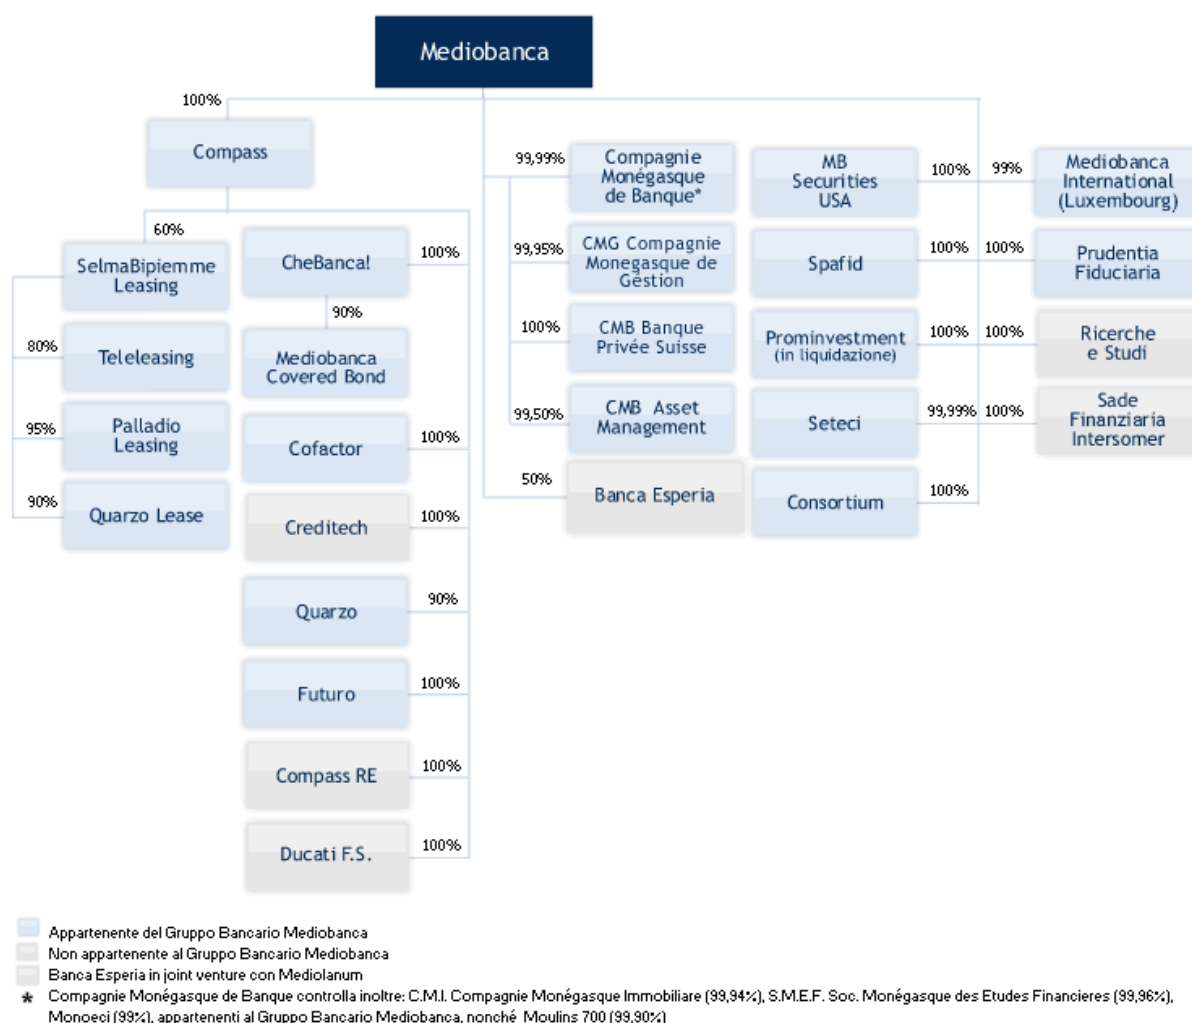 Mediobanca
100%
Compass
60%
SelmaBipiemme
Leasing
80%
Teleleasing
95%
Palladio
Leasing
90%
Quarzo Lease
CheBanca!
100%
90%
Mediobanca
Covered Bond
Cofactor
100%
Creditech
100%
Quarzo
90%
Futuro
100%
Compass RE
100%
Ducati F.S.
100%
99,99%
Compagnie
Monégasque
de Banque*
99,95%
CMG Compagnie
Monegasque de
Gestion
100%
CMB Banque
Privée Suisse
99,50%
CMB Asset
Management
50%
Banca Esperia
MB
Securities
USA
100%
Spafid
100%
Prominvestment
(in liquidazione)
100%
Seteci
99,99%
Consortium
100%
99%
Mediobanca
International
(Luxembourg)
100%
Prudentia
Fiduciaria
100%
Ricerche
e Studi
100%
Sade
Finanziaria
Intersomer
Appartenente del Gruppo Bancario Mediobanca
Non appartenente al Gruppo Bancario Mediobanca
Banca Esperia in joint venture con Mediolanum
* Compagnie Monégasque de Banque controlla inoltre: C.M.I. Compagnie Monégasque Immobiliare (99,94%), S.M.E.F. Soc. Monégasque des Etudes Financieres (99,96%),
Monoeci (99%), appartenenti al Gruppo Bancario Mediobanca, nonché Moulins 700 (99,90%)